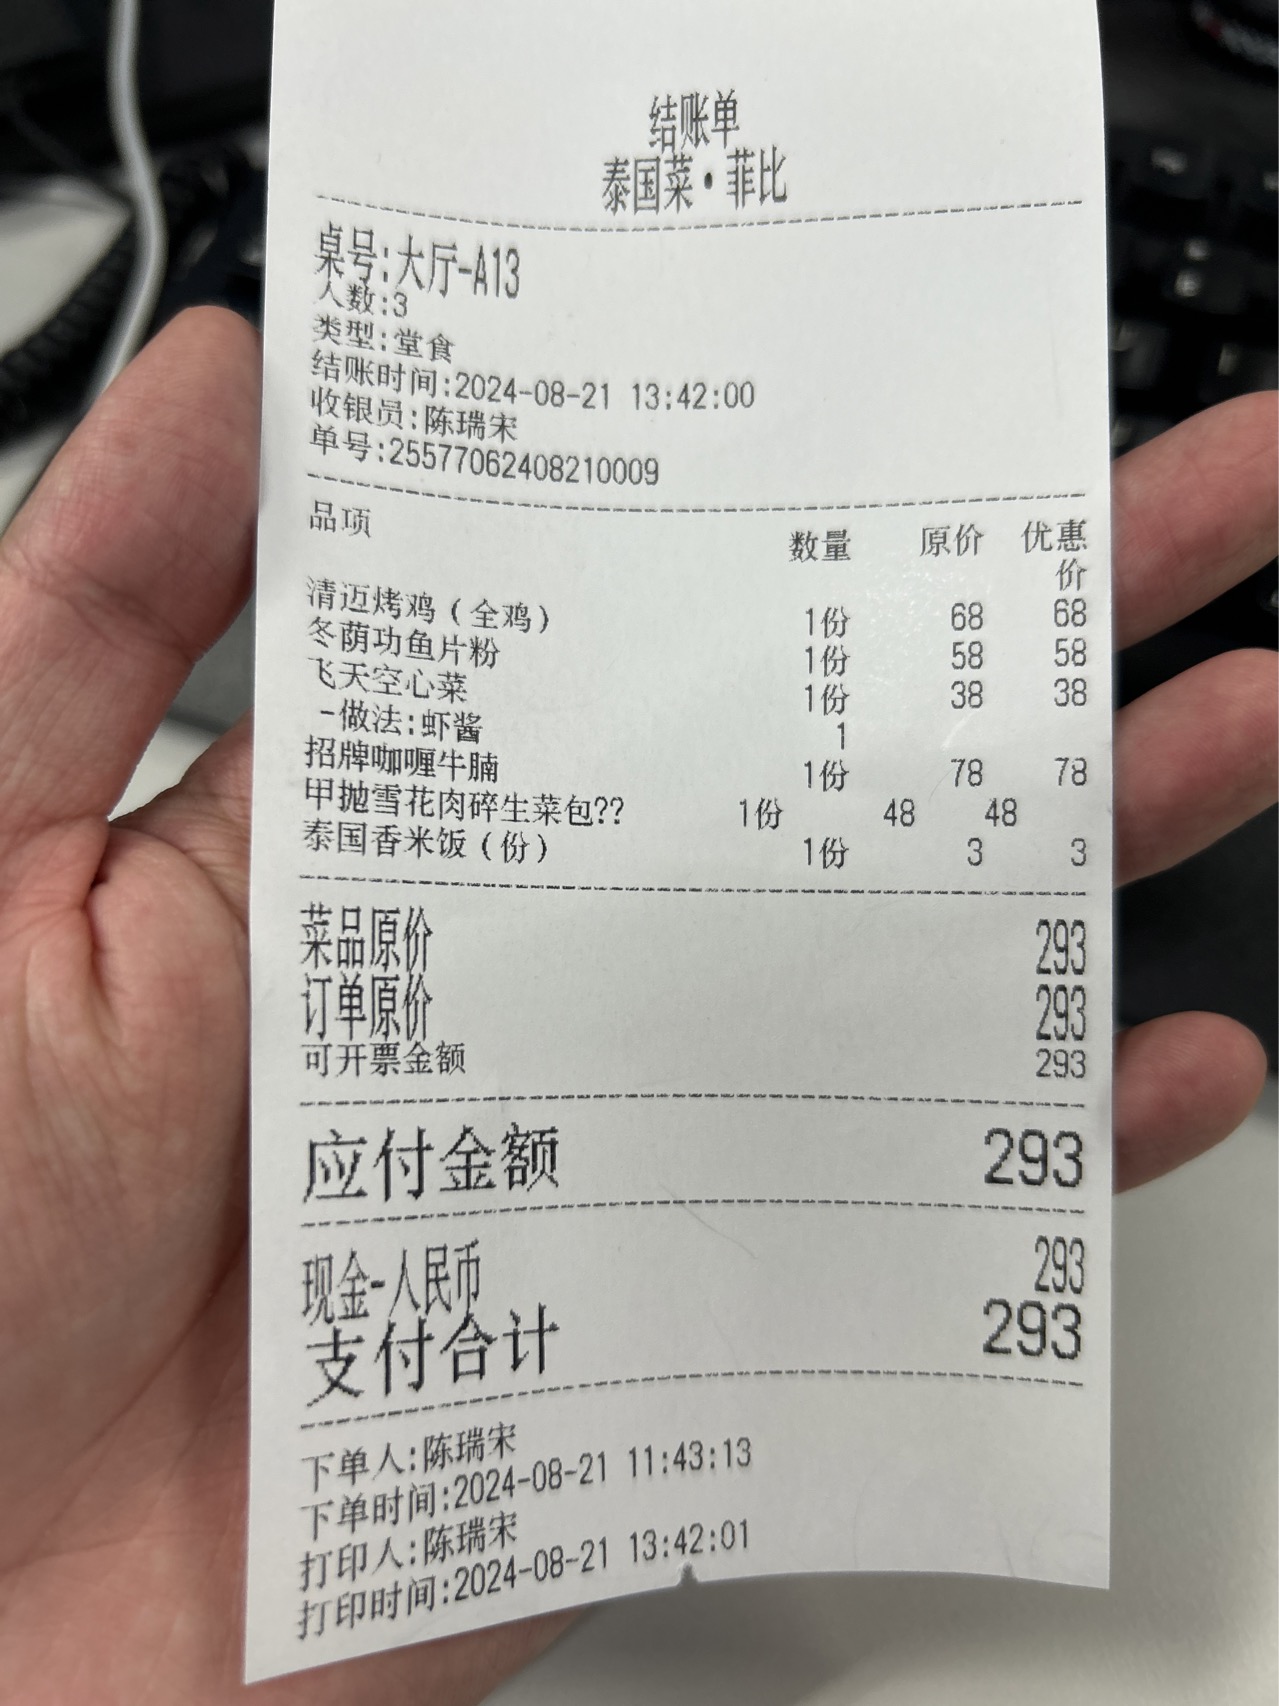 结账单
泰国菜•菲比
桌号:大厅-A13
人数:3
类型:堂食
结账时间:2024-08-21 13:42:00
收银员:陈瑞宋
单号:25577062408210009
品项 数量 原价 优惠价
清迈烤鸡(全鸡) 1份 68 68
冬荫功鱼片粉 1份 58 58
飞天空心菜 1份 38 38
-做法:虾酱 1
招牌咖喱牛腩 1份 78 78
甲抛雪花肉碎生菜包?? 1份 48 48
泰国香米饭(份) 1份 3 3
菜品原价 293
订单原价 293
可开票金额 293
应付金额 293
现金-人民币 293
支付合计 293
下单人:陈瑞宋
下单时间:2024-08-21 11:43:13
打印人:陈瑞宋
打印时间:2024-08-21 13:42:01